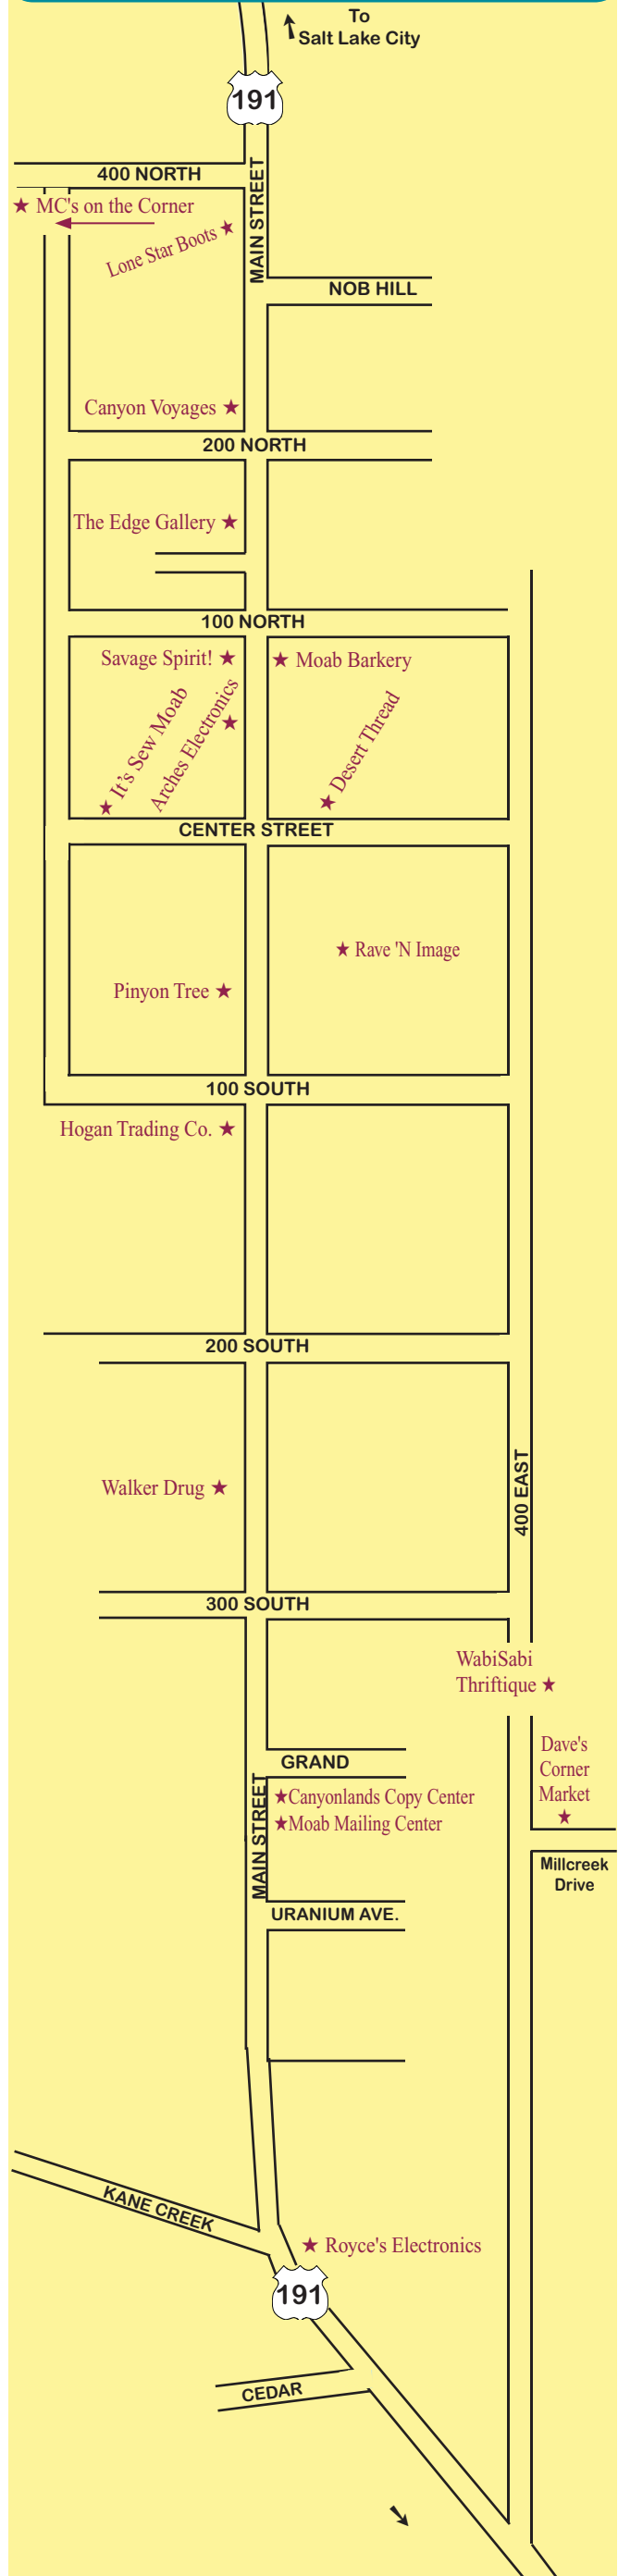 To
Salt Lake City
191
400 NORTH
MAIN STREET
★ MC's on the Corner
Lone Star Boots ★
NOB HILL
Canyon Voyages ★
200 NORTH
The Edge Gallery ★
100 NORTH
Savage Spirit! ★
★ Moab Barkery
★ It's Sew Moab
Arches Electronics ★
★ Desert Thread
CENTER STREET
★ Rave 'N Image
Pinyon Tree ★
100 SOUTH
Hogan Trading Co. ★
200 SOUTH
400 EAST
Walker Drug ★
300 SOUTH
WabiSabi
Thriftique ★
Dave's
Corner
Market
★
GRAND
MAIN STREET
★Canyonlands Copy Center
★Moab Mailing Center
Millcreek
Drive
URANIUM AVE.
KANE CREEK
★ Royce's Electronics
191
CEDAR